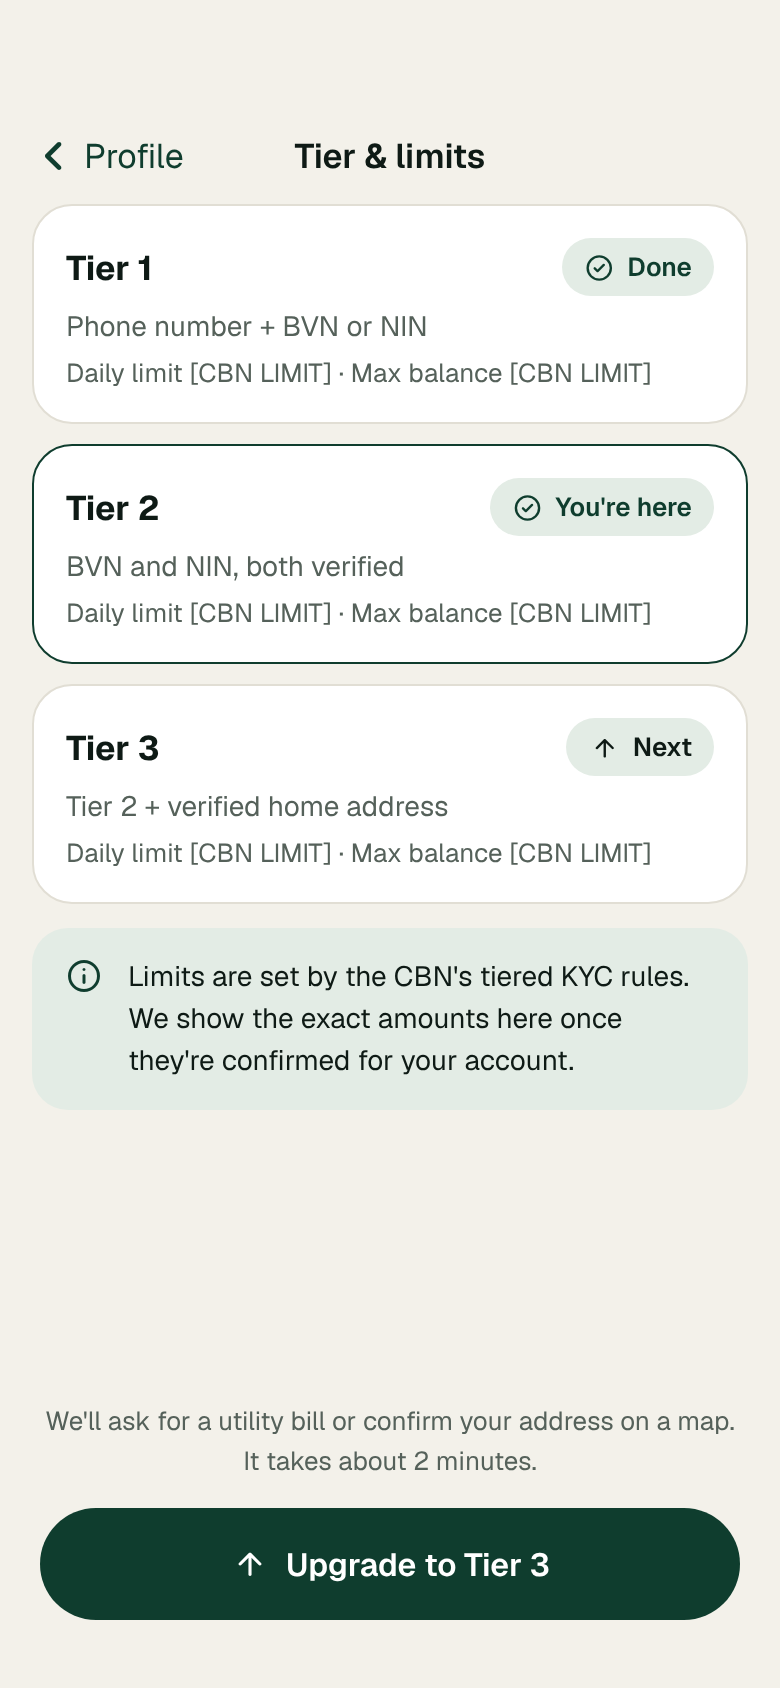 Profile
Tier & limits
Tier 1
Done
Phone number + BVN or NIN
Daily limit [CBN LIMIT] · Max balance [CBN LIMIT]
Tier 2
You're here
BVN and NIN, both verified
Daily limit [CBN LIMIT] · Max balance [CBN LIMIT]
Tier 3
Next
Tier 2 + verified home address
Daily limit [CBN LIMIT] · Max balance [CBN LIMIT]
Limits are set by the CBN's tiered KYC rules.
We show the exact amounts here once
they're confirmed for your account.
We'll ask for a utility bill or confirm your address on a map.
It takes about 2 minutes.
Upgrade to Tier 3